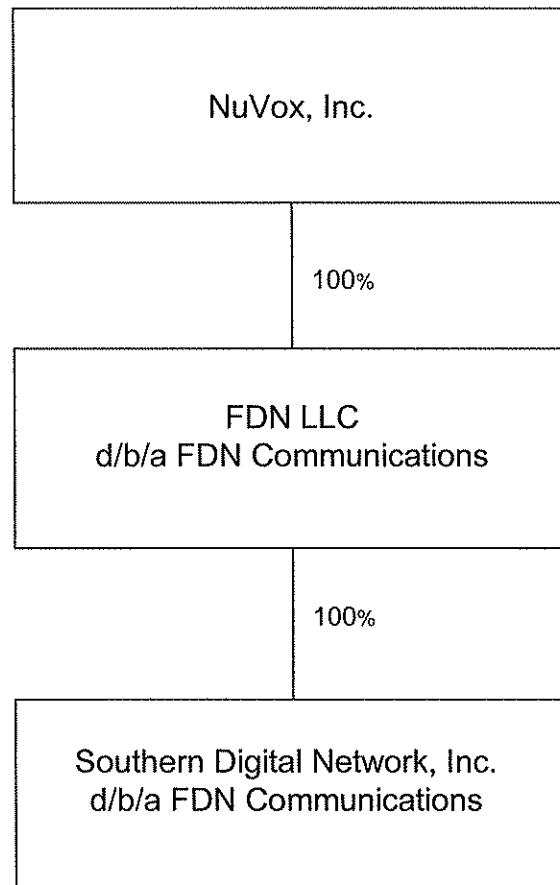 NuVox, Inc.
100%
FDN LLC
d/b/a FDN Communications
100%
Southern Digital Network, Inc.
d/b/a FDN Communications